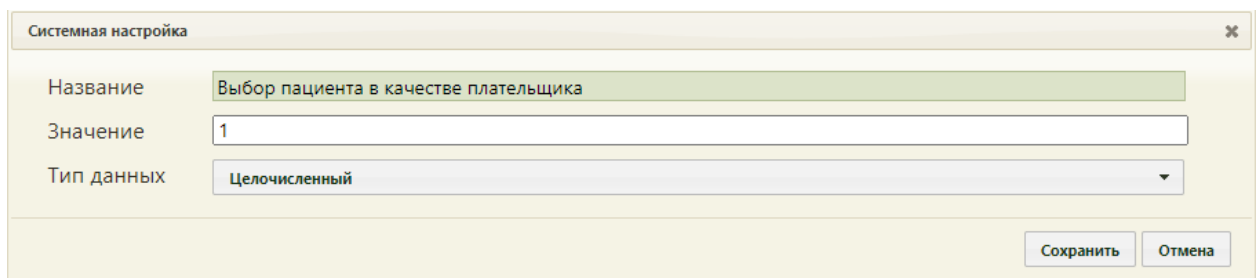 Системная настройка
Название Выбор пациента в качестве плательщика
Значение 1
Тип данных Целочисленный
Сохранить Отмена